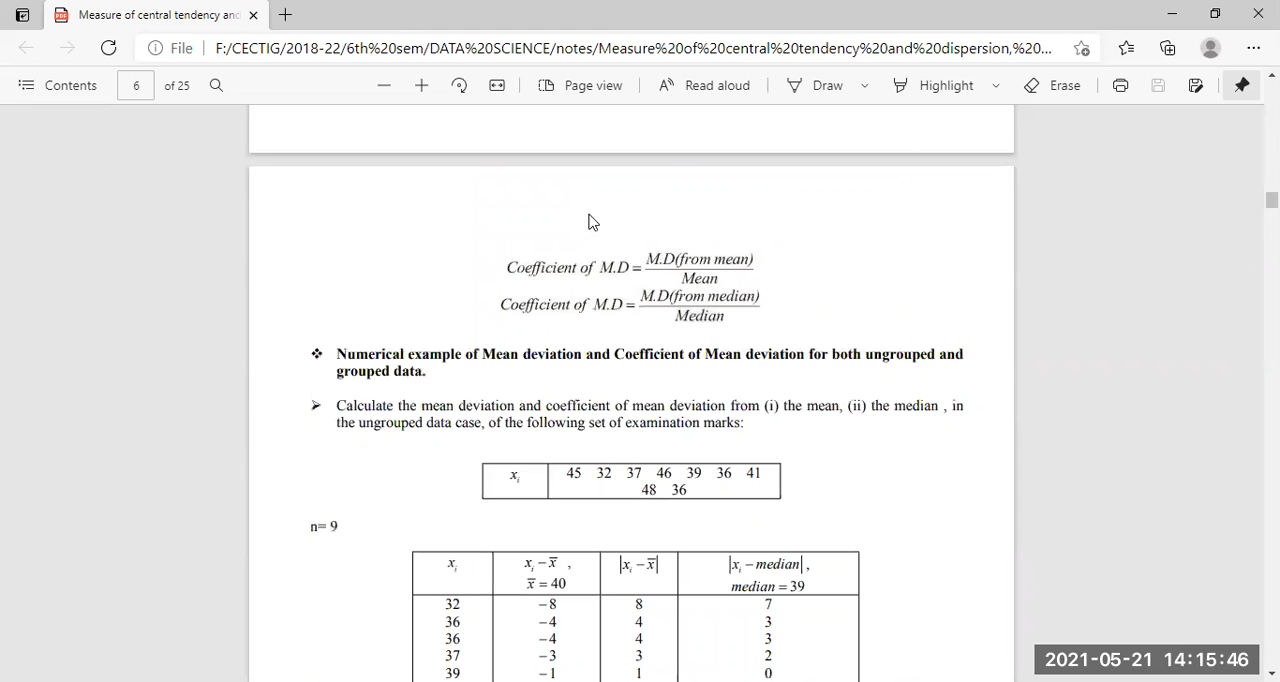 Measure of central tendency and
File F:/CECTIG/2018-22/6th%20sem/DATA%20SCIENCE/notes/Measure%20of%20central%20tendency%20and%20dispersion,%20...
Contents 6 of 25 Page view Read aloud Draw Highlight Erase
Coefficient of M.D = M.D(from mean) / Mean
Coefficient of M.D = M.D(from median) / Median
❖ Numerical example of Mean deviation and Coefficient of Mean deviation for both ungrouped and
grouped data.
➢ Calculate the mean deviation and coefficient of mean deviation from (i) the mean, (ii) the median , in
the ungrouped data case, of the following set of examination marks:
xᵢ 45 32 37 46 39 36 41
48 36
n= 9
xᵢ xᵢ − x̅ , |xᵢ − x̅| |xᵢ − median| ,
x̅ = 40 median = 39
32 −8 8 7
36 −4 4 3
36 −4 4 3
37 −3 3 2
39 −1 1 0
2021-05-21 14:15:46